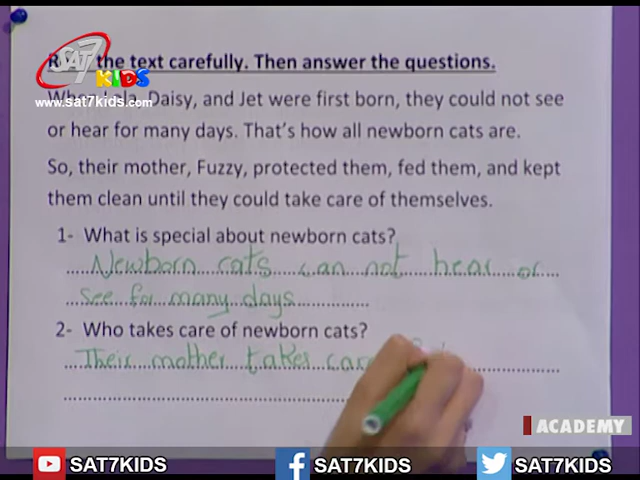 SAT7
KIDS
www.sat7kids.com
the text carefully. Then answer the questions.
Daisy, and Jet were first born, they could not see
or hear for many days. That's how all newborn cats are.
So, their mother, Fuzzy, protected them, fed them, and kept
them clean until they could take care of themselves.
1- What is special about newborn cats?
Newborn cats can not hear or
see for many days
2- Who takes care of newborn cats?
Their mother takes care
ACADEMY
SAT7KIDS SAT7KIDS SAT7KIDS